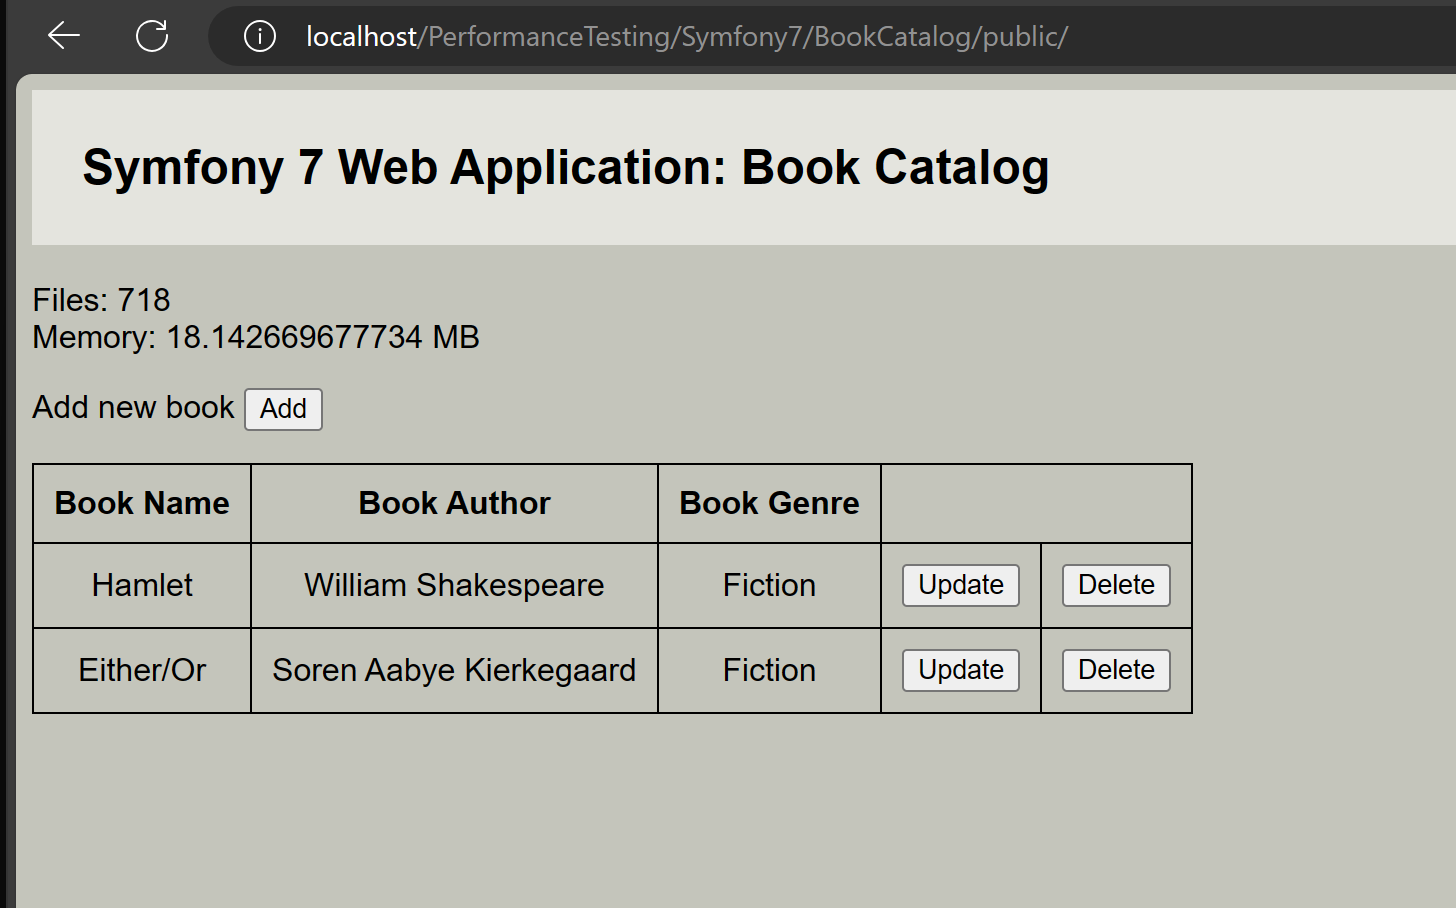 localhost/PerformanceTesting/Symfony7/BookCatalog/public/
Symfony 7 Web Application: Book Catalog
Files: 718
Memory: 18.142669677734 MB
Add new book Add
Book Name Book Author Book Genre
Hamlet William Shakespeare Fiction Update Delete
Either/Or Soren Aabye Kierkegaard Fiction Update Delete